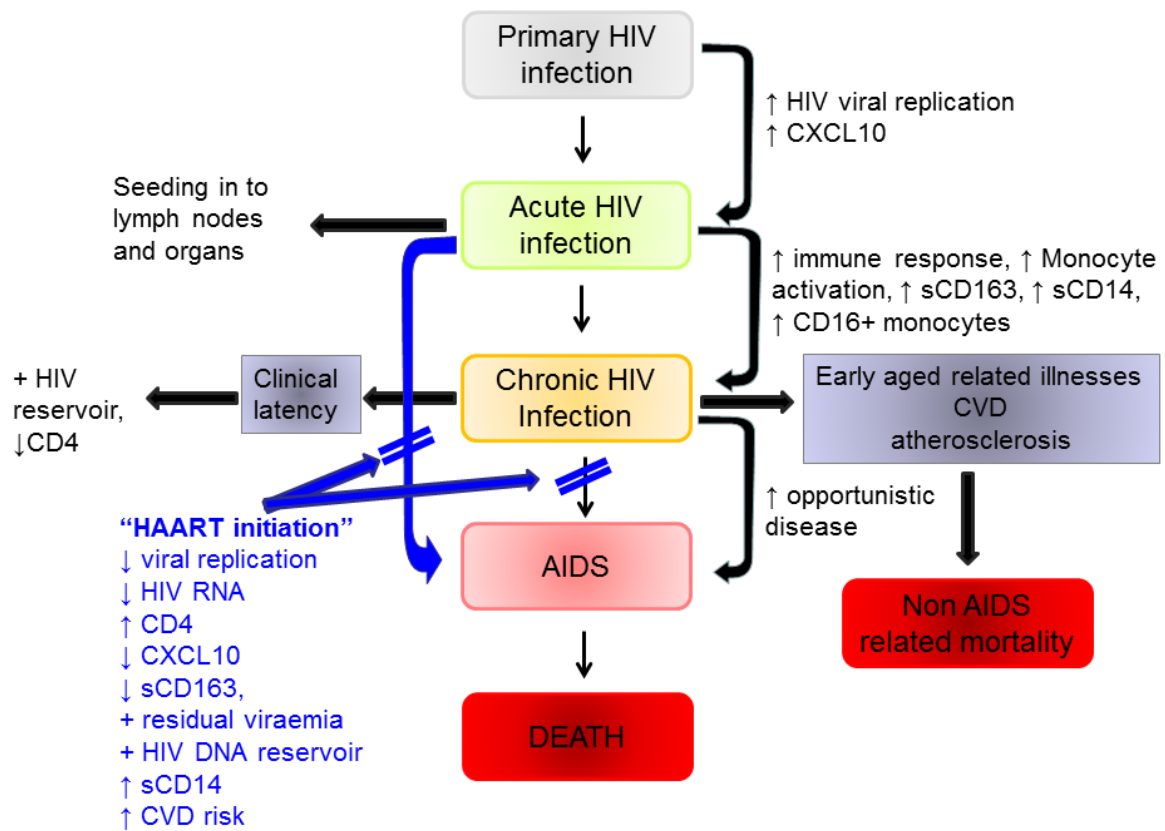 Primary HIV
infection
↑ HIV viral replication
↑ CXCL10
Seeding in to
lymph nodes
and organs
Acute HIV
infection
↑ immune response, ↑ Monocyte
activation, ↑ sCD163, ↑ sCD14,
↑ CD16+ monocytes
+ HIV
reservoir,
↓CD4
Clinical
latency
Chronic HIV
Infection
Early aged related illnesses
CVD
atherosclerosis
↑ opportunistic
disease
“HAART initiation”
↓ viral replication
↓ HIV RNA
↑ CD4
↓ CXCL10
↓ sCD163,
+ residual viraemia
+ HIV DNA reservoir
↑ sCD14
↑ CVD risk
AIDS
Non AIDS
related mortality
DEATH